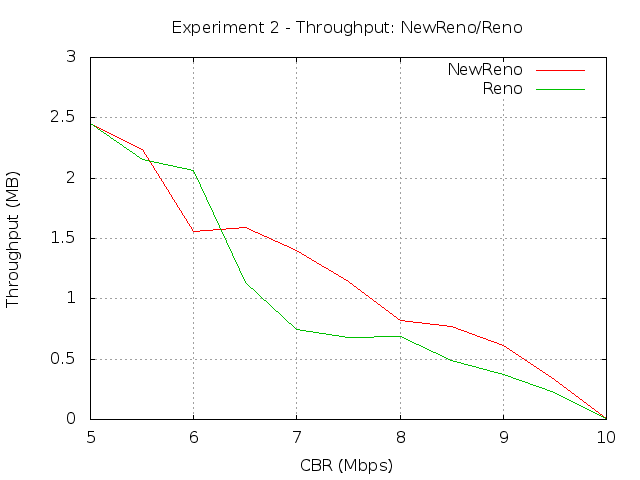 Experiment 2 - Throughput: NewReno/Reno
NewReno
Reno
Throughput (MB)
3
2.5
2
1.5
1
0.5
0
5 6 7 8 9 10
CBR (Mbps)